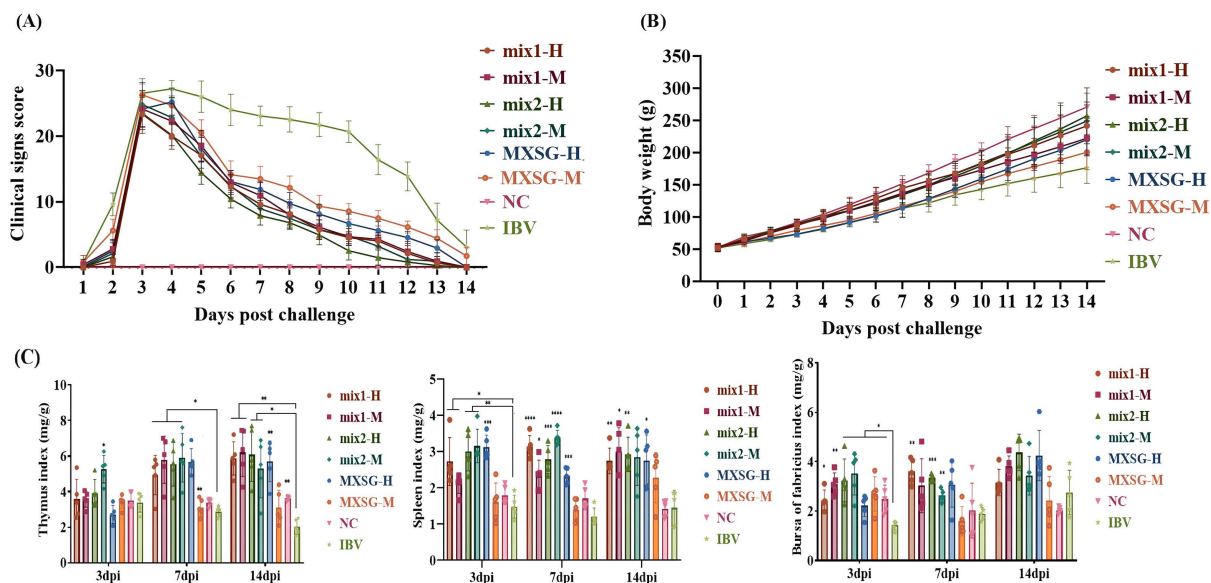 (A)
Clinical signs score
30
20
10
0
1 2 3 4 5 6 7 8 9 10 11 12 13 14
Days post challenge
mix1-H
mix1-M
mix2-H
mix2-M
MXSG-H
MXSG-M
NC
IBV
(B)
Body weight (g)
350
300
250
200
150
100
50
0
0 1 2 3 4 5 6 7 8 9 10 11 12 13 14
Days post challenge
mix1-H
mix1-M
mix2-H
mix2-M
MXSG-H
MXSG-M
NC
IBV
(C)
Thymus index (mg/g)
10
8
6
4
2
0
* ** * ** * ** **
3dpi 7dpi 14dpi
mix1-H
mix1-M
mix2-H
mix2-M
MXSG-H
MXSG-M
NC
IBV
Spleen index (mg/g)
5
4
3
2
1
0
* ** *** **** * *** **** *** ** * ** *
3dpi 7dpi 14dpi
mix1-H
mix1-M
mix2-H
mix2-M
MXSG-H
MXSG-M
NC
IBV
Bursa of fabricius index (mg/g)
8
6
4
2
0
* ** * ** *** **
3dpi 7dpi 14dpi
mix1-H
mix1-M
mix2-H
mix2-M
MXSG-H
MXSG-M
NC
IBV